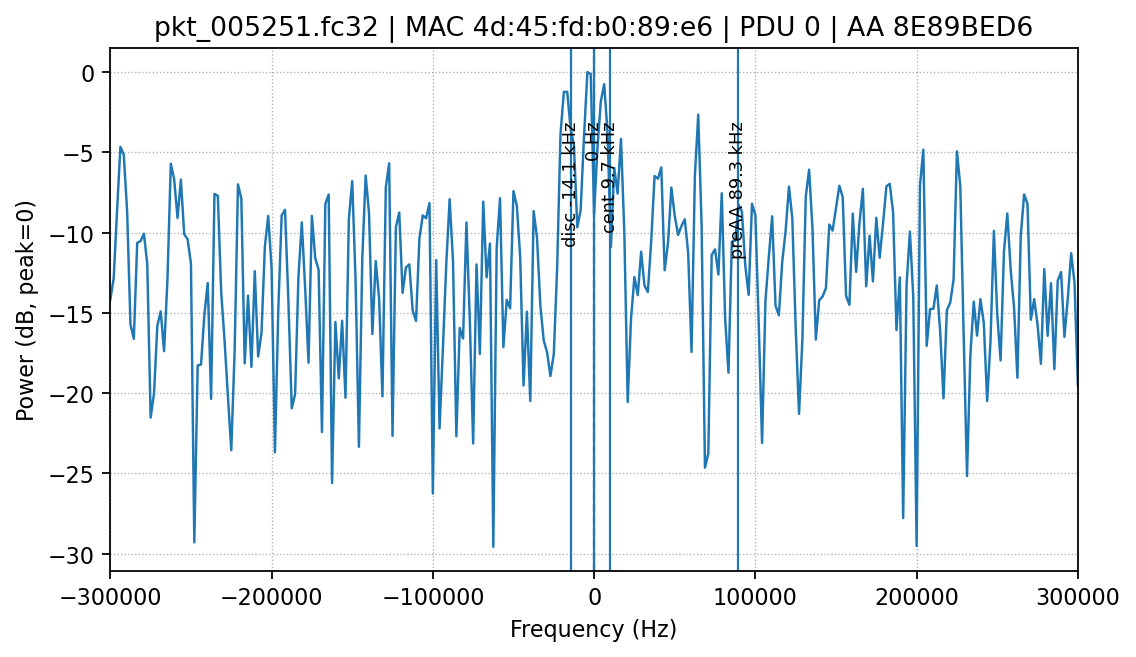 pkt_005251.fc32 | MAC 4d:45:fd:b0:89:e6 | PDU 0 | AA 8E89BED6
Power (dB, peak=0)
0
−5
−10
−15
−20
−25
−30
disc -14.1 kHz
0 Hz
cent 9.7 kHz
preAA 89.3 kHz
−300000
−200000
−100000
0
100000
200000
300000
Frequency (Hz)